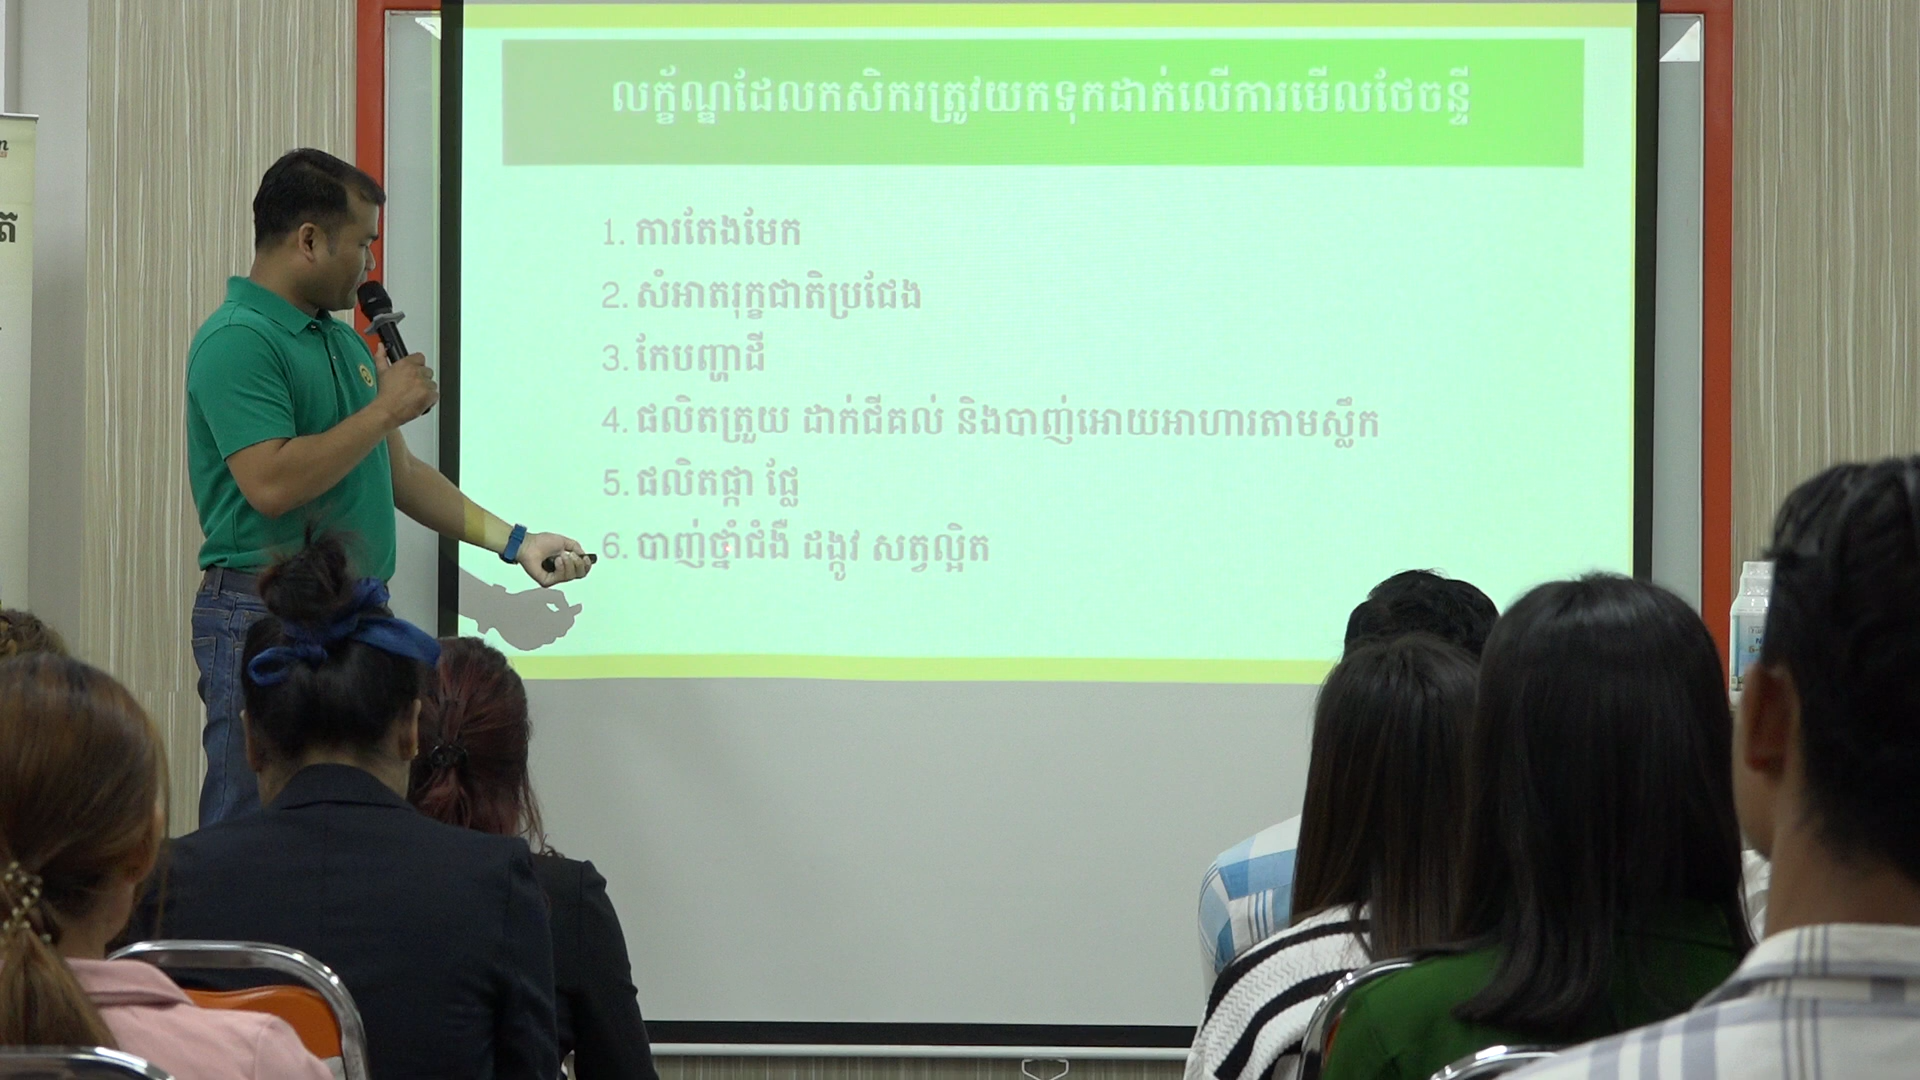 លក្ខ័ណ្ឌដែលកសិករត្រូវយកទុកដាក់លើការមើលថែចន្ទី
1. ការតែងមែក
2. សំអាតរុក្ខជាតិប្រជែង
3. កែបញ្ហាដី
4. ផលិតត្រួយ ដាក់ជីគល់ និងបាញ់អោយអាហារតាមស្លឹក
5. ផលិតផ្កា ផ្លែ
6. បាញ់ថ្នាំជំងឺ ដង្កូវ សត្វល្អិត